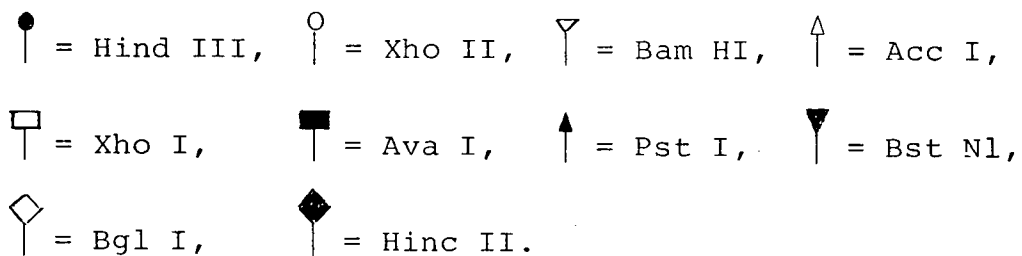 = Hind III, = Xho II, = Bam HI, = Acc I,
= Xho I, = Ava I, = Pst I, = Bst Nl,
= Bgl I, = Hinc II.